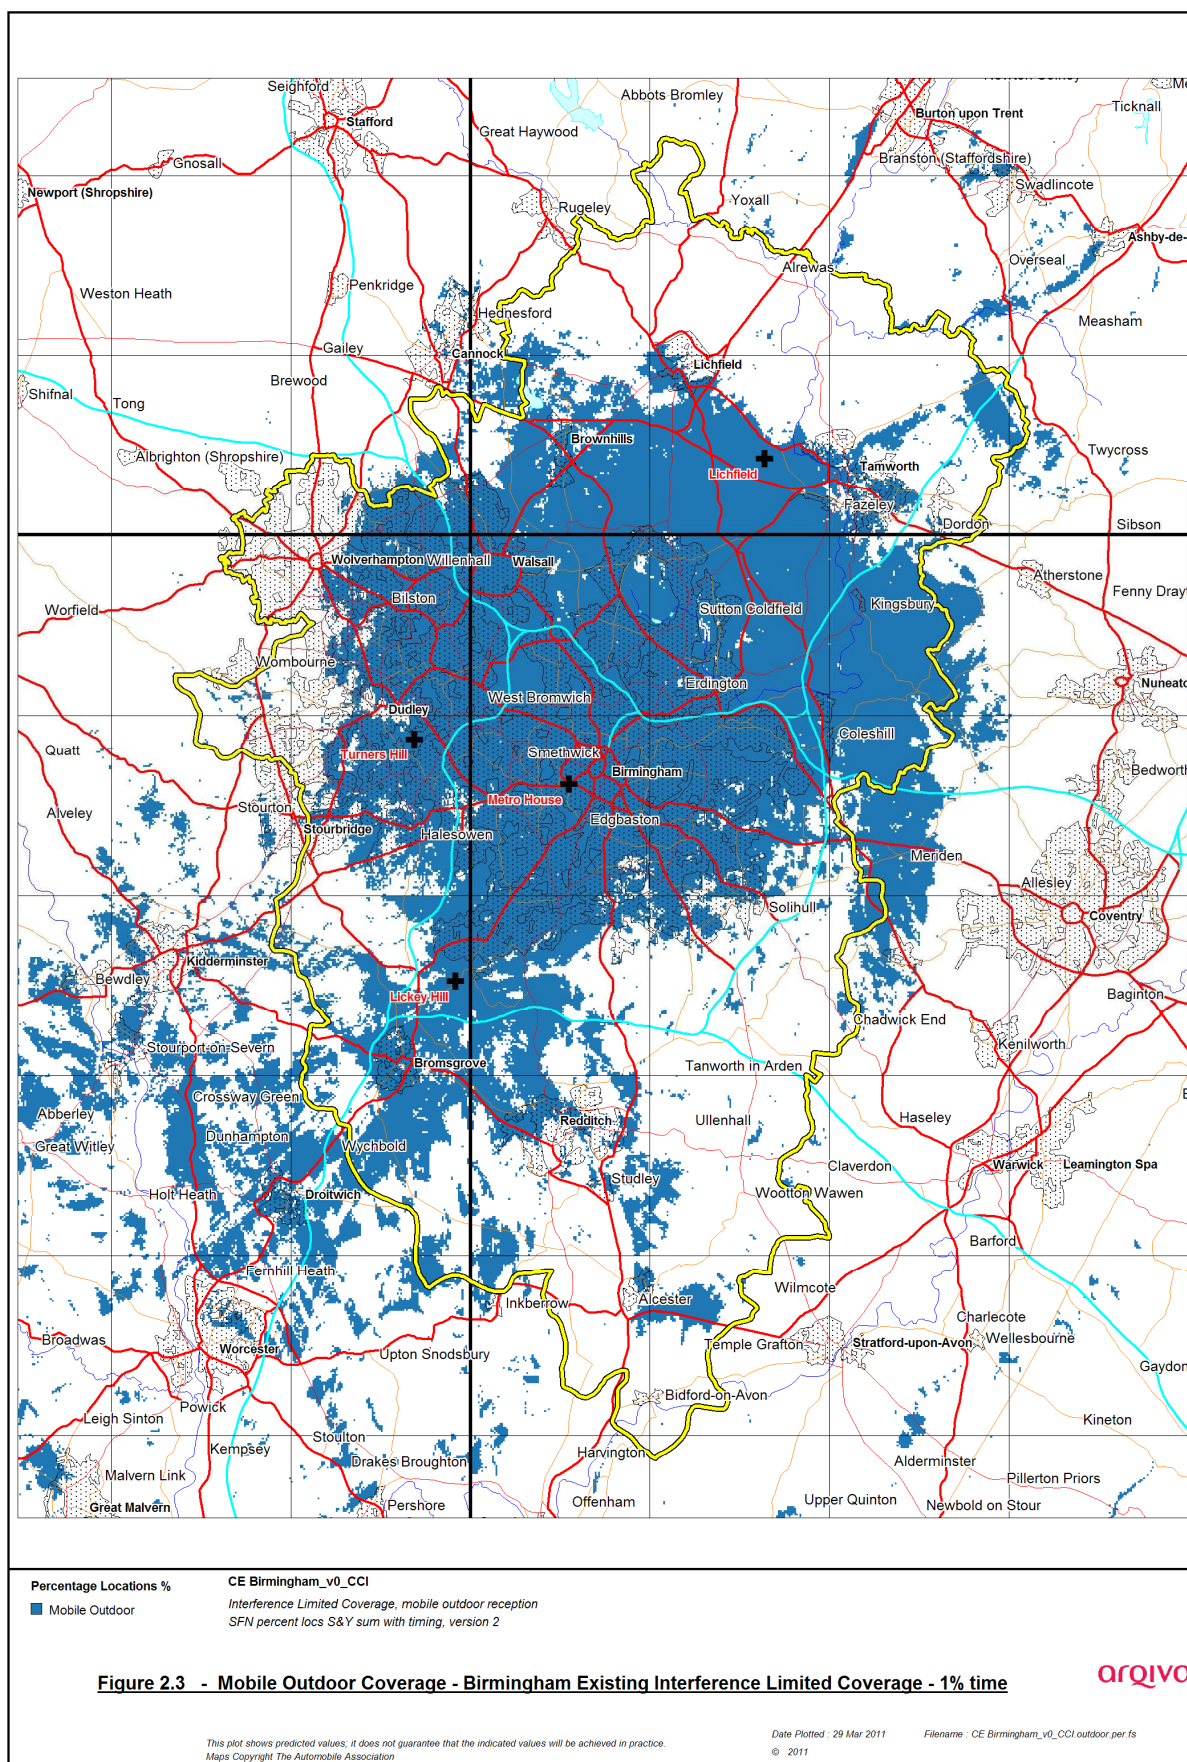 Seighford
Abbots Bromley
Ticknall
Stafford
Burton upon Trent
Great Haywood
Gnosall
Branston (Staffordshire)
Newport (Shropshire)
Swadlincote
Yoxall
Rugeley
Ashby-de-
Overseal
Alrewas
Penkridge
Weston Heath
Hednesford
Measham
Gailey
Cannock
Lichfield
Brewood
Shifnal
Tong
Brownhills
Twycross
Albrighton (Shropshire)
Lichfield
Tamworth
Fazeley
Dordon
Sibson
Wolverhampton
Willenhall
Walsall
Atherstone
Bilston
Kingsbury
Fenny Drayt
Worfield
Sutton Coldfield
Wombourne
Erdington
Nuneato
West Bromwich
Dudley
Quatt
Turners Hill
Smethwick
Coleshill
Birmingham
Bedworth
Metro House
Stourton
Alveley
Edgbaston
Stourbridge
Halesowen
Meriden
Allesley
Solihull
Coventry
Kidderminster
Bewdley
Lickey Hill
Baginton
Chadwick End
Stourport-on-Severn
Kenilworth
Bromsgrove
Tanworth in Arden
Crossway Green
Abberley
Redditch
Ullenhall
Haseley
Dunhampton
Great Witley
Wychbold
Claverdon
Warwick
Leamington Spa
Studley
Holt Heath
Droitwich
Wootton Wawen
Barford
Fernhill Heath
Wilmcote
Inkberrow
Alcester
Charlecote
Broadwas
Worcester
Upton Snodsbury
Temple Grafton
Stratford-upon-Avon
Wellesbourne
Gaydon
Bidford-on-Avon
Powick
Leigh Sinton
Kineton
Stoulton
Kempsey
Harvington
Drakes Broughton
Alderminster
Malvern Link
Pillerton Priors
Great Malvern
Pershore
Offenham
Upper Quinton
Newbold on Stour
Percentage Locations %
Mobile Outdoor
CE Birmingham_v0_CCI
Interference Limited Coverage, mobile outdoor reception
SFN percent locs S&Y sum with timing, version 2
Figure 2.3 - Mobile Outdoor Coverage - Birmingham Existing Interference Limited Coverage - 1% time
arqiva
This plot shows predicted values; it does not guarantee that the indicated values will be achieved in practice.
Maps Copyright The Automobile Association
Date Plotted : 29 Mar 2011
Filename : CE Birmingham_v0_CCI.outdoor.per.fs
© 2011